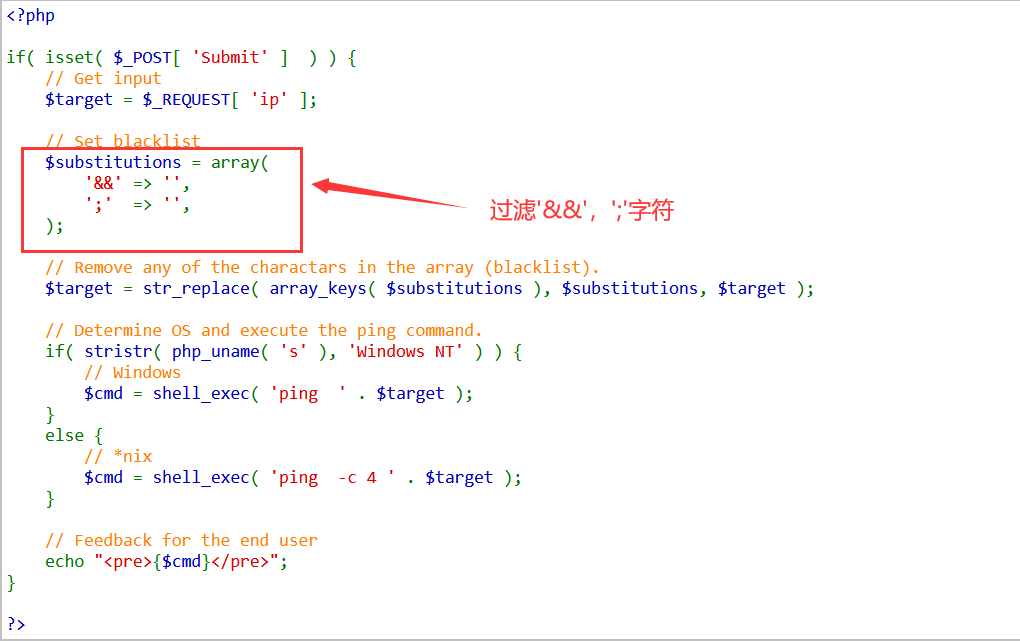 <?php
if( isset( $_POST[ 'Submit' ]  ) ) {
    // Get input
    $target = $_REQUEST[ 'ip' ];
    // Set blacklist
    $substitutions = array(
        '&&' => '',
        ';'  => '',
    );
过滤'&&'，';'字符
    // Remove any of the charactars in the array (blacklist).
    $target = str_replace( array_keys( $substitutions ), $substitutions, $target );
    // Determine OS and execute the ping command.
    if( stristr( php_uname( 's' ), 'Windows NT' ) ) {
        // Windows
        $cmd = shell_exec( 'ping  ' . $target );
    }
    else {
        // *nix
        $cmd = shell_exec( 'ping  -c 4 ' . $target );
    }
    // Feedback for the end user
    echo "<pre>{$cmd}</pre>";
}
?>